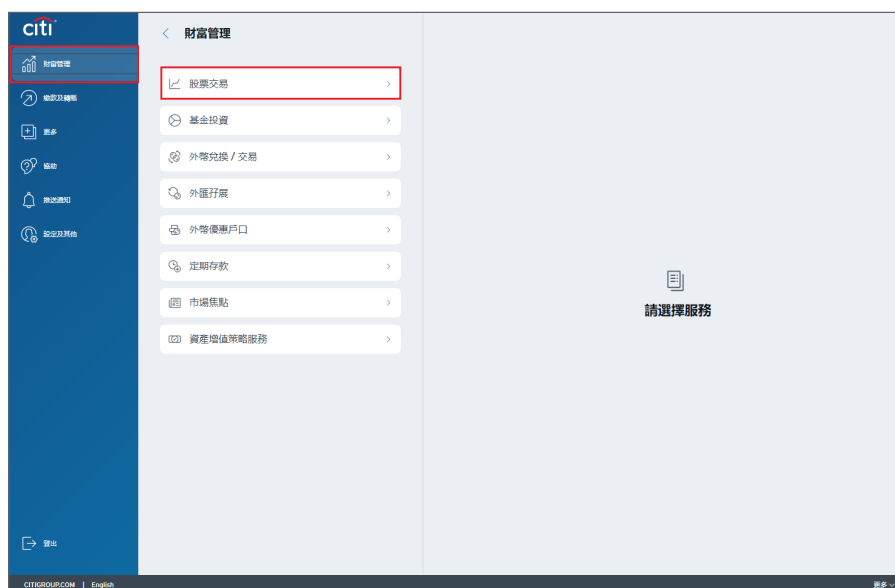 citi
財富管理
繳款及轉賬
更多
協助
推送通知
設定及其他
登出
財富管理
股票交易
基金投資
外幣兌換 / 交易
外匯孖展
外幣優惠戶口
定期存款
市場焦點
資產增值策略服務
請選擇服務
CITIGROUP.COM | English
更多